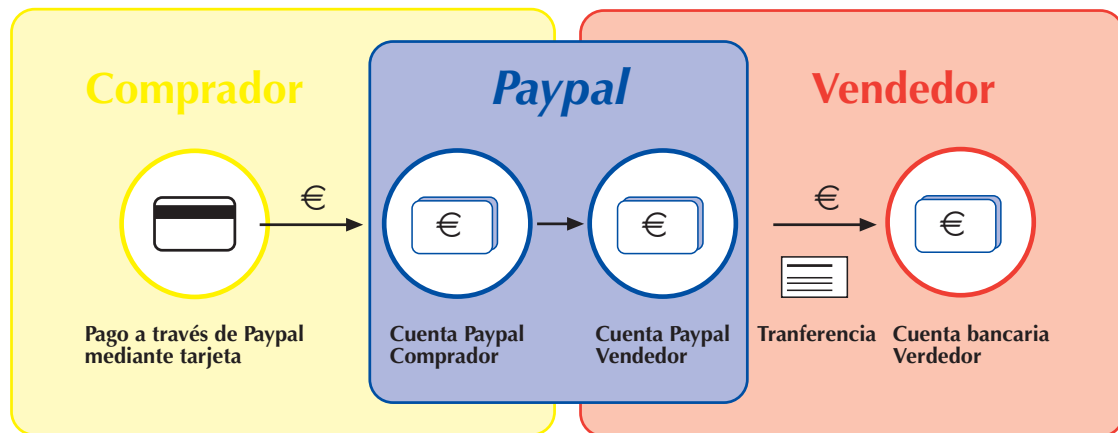 Comprador
Paypal
Vendedor
€
€
€
€
€
Pago a través de Paypal
mediante tarjeta
Cuenta Paypal
Comprador
Cuenta Paypal
Vendedor
Tranferencia
Cuenta bancaria
Verdedor